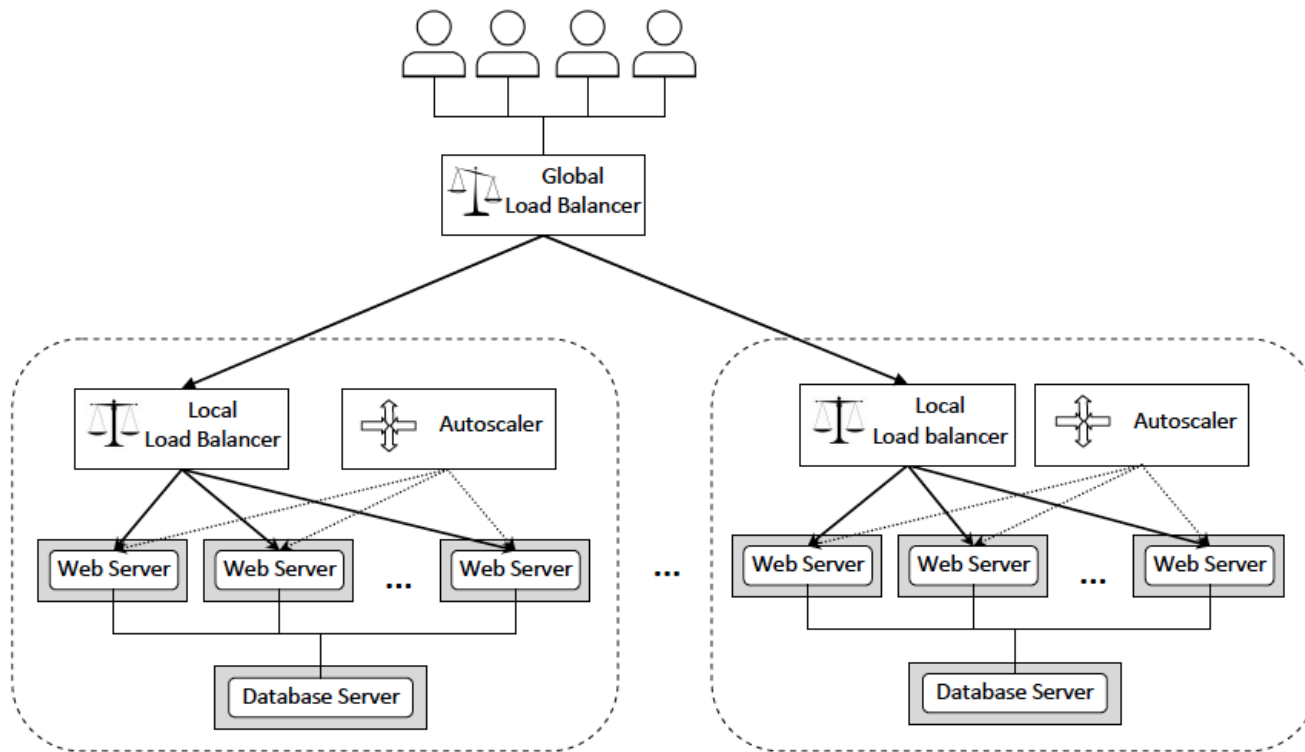 Global
Load Balancer
Local
Load Balancer
Autoscaler
Local
Load balancer
Autoscaler
Web Server
Web Server
...
Web Server
...
Web Server
Web Server
...
Web Server
Database Server
Database Server